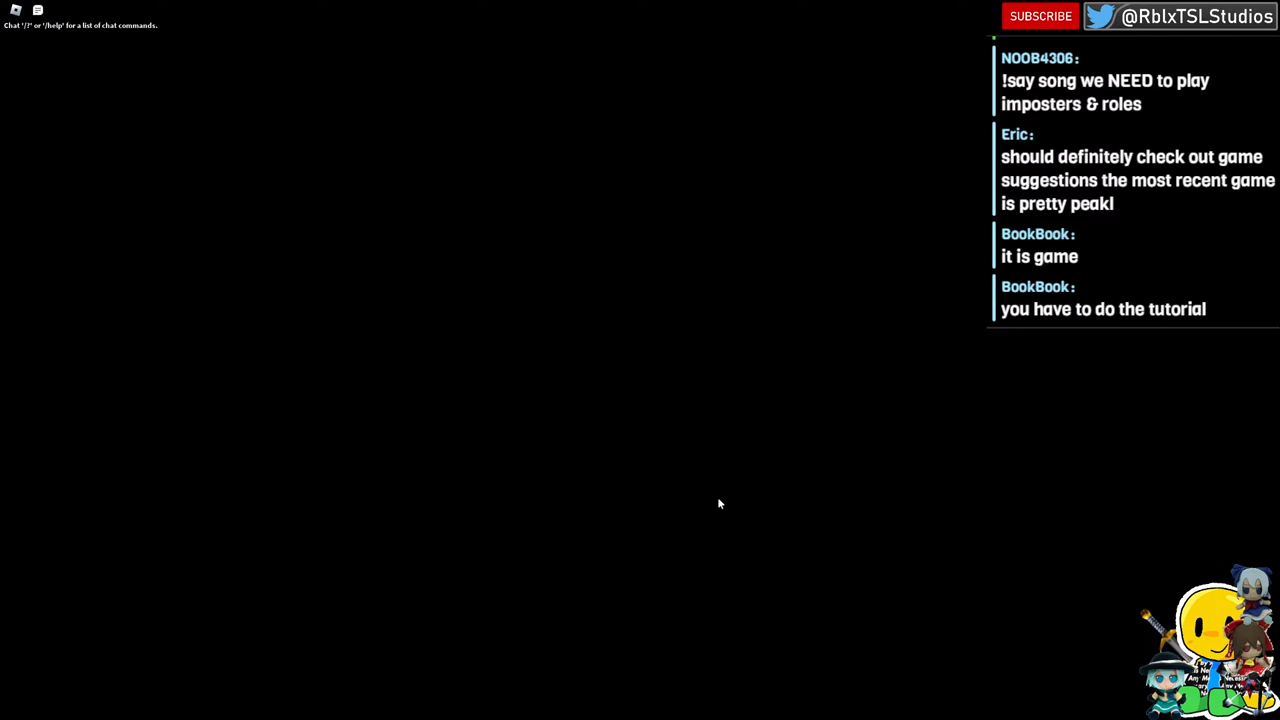 Chat '/?' or '/help' for a list of chat commands.
SUBSCRIBE
@RblxTSLStudios
NOOB4306:
!say song we NEED to play
imposters & roles
Eric:
should definitely check out game
suggestions the most recent game
is pretty peakl
BookBook:
it is game
BookBook:
you have to do the tutorial